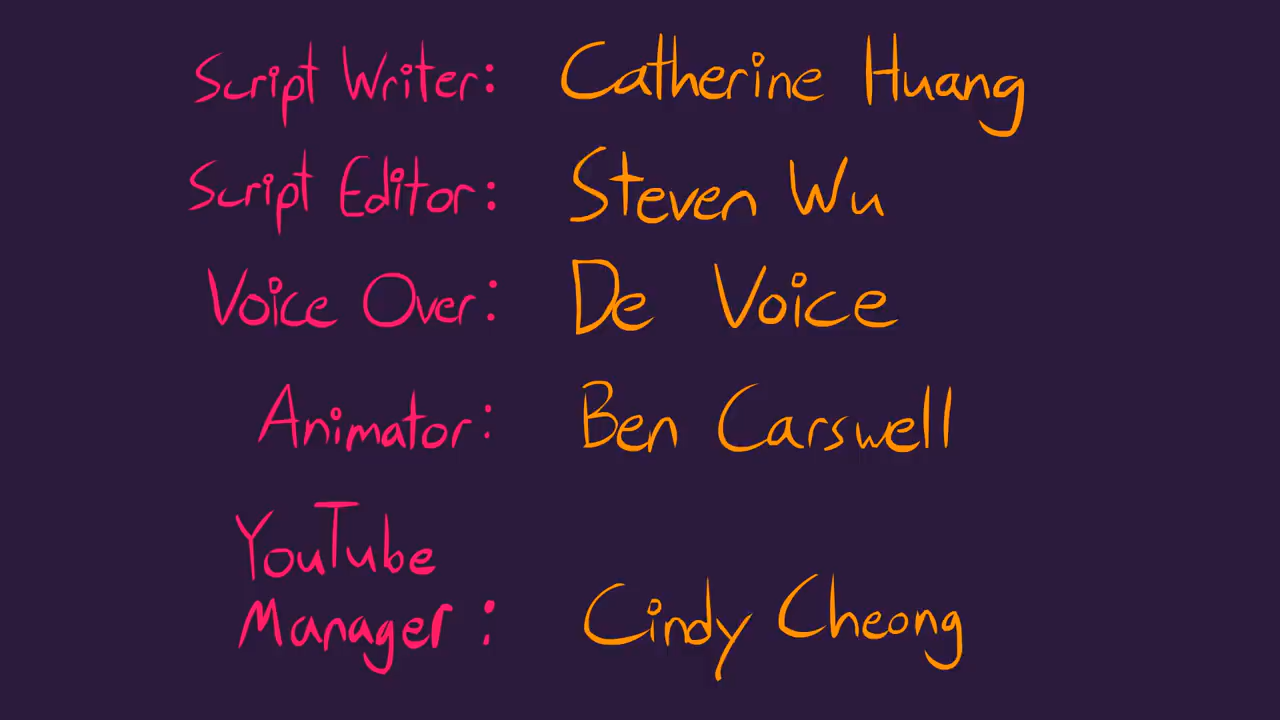 Script Writer: Catherine Huang
Script Editor: Steven Wu
Voice Over: De Voice
Animator: Ben Carswell
YouTube
Manager: Cindy Cheong